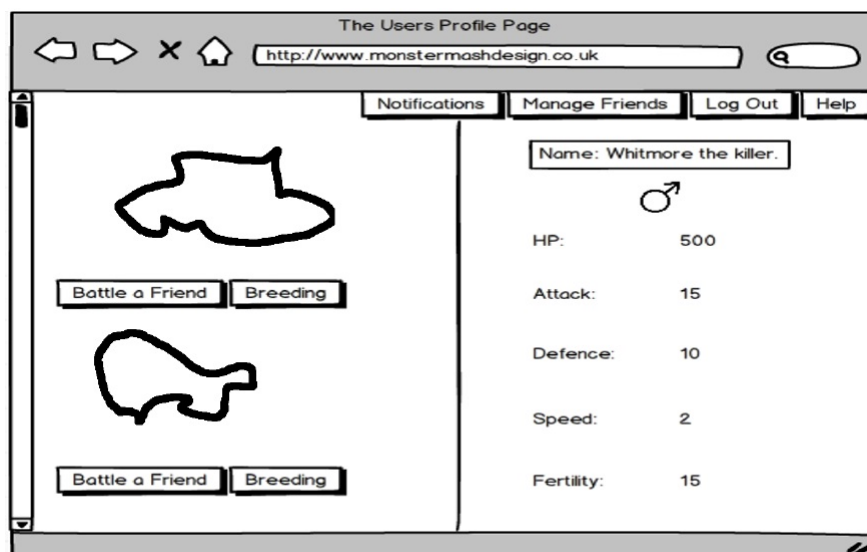 The Users Profile Page
http://www.monstermashdesign.co.uk
Notifications Manage Friends Log Out Help
Name: Whitmore the killer.
HP: 500
Attack: 15
Defence: 10
Speed: 2
Fertility: 15
Battle a Friend Breeding
Battle a Friend Breeding